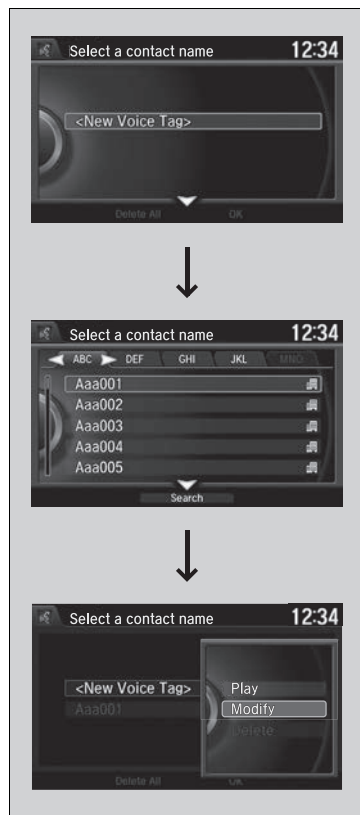 Select a contact name 12:34
<New Voice Tag>
Delete All OK
Select a contact name 12:34
ABC DEF GHI JKL MNO
Aaa001
Aaa002
Aaa003
Aaa004
Aaa005
Search
Select a contact name 12:34
<New Voice Tag> Play
Aaa001 Modify
Delete
Delete All OK